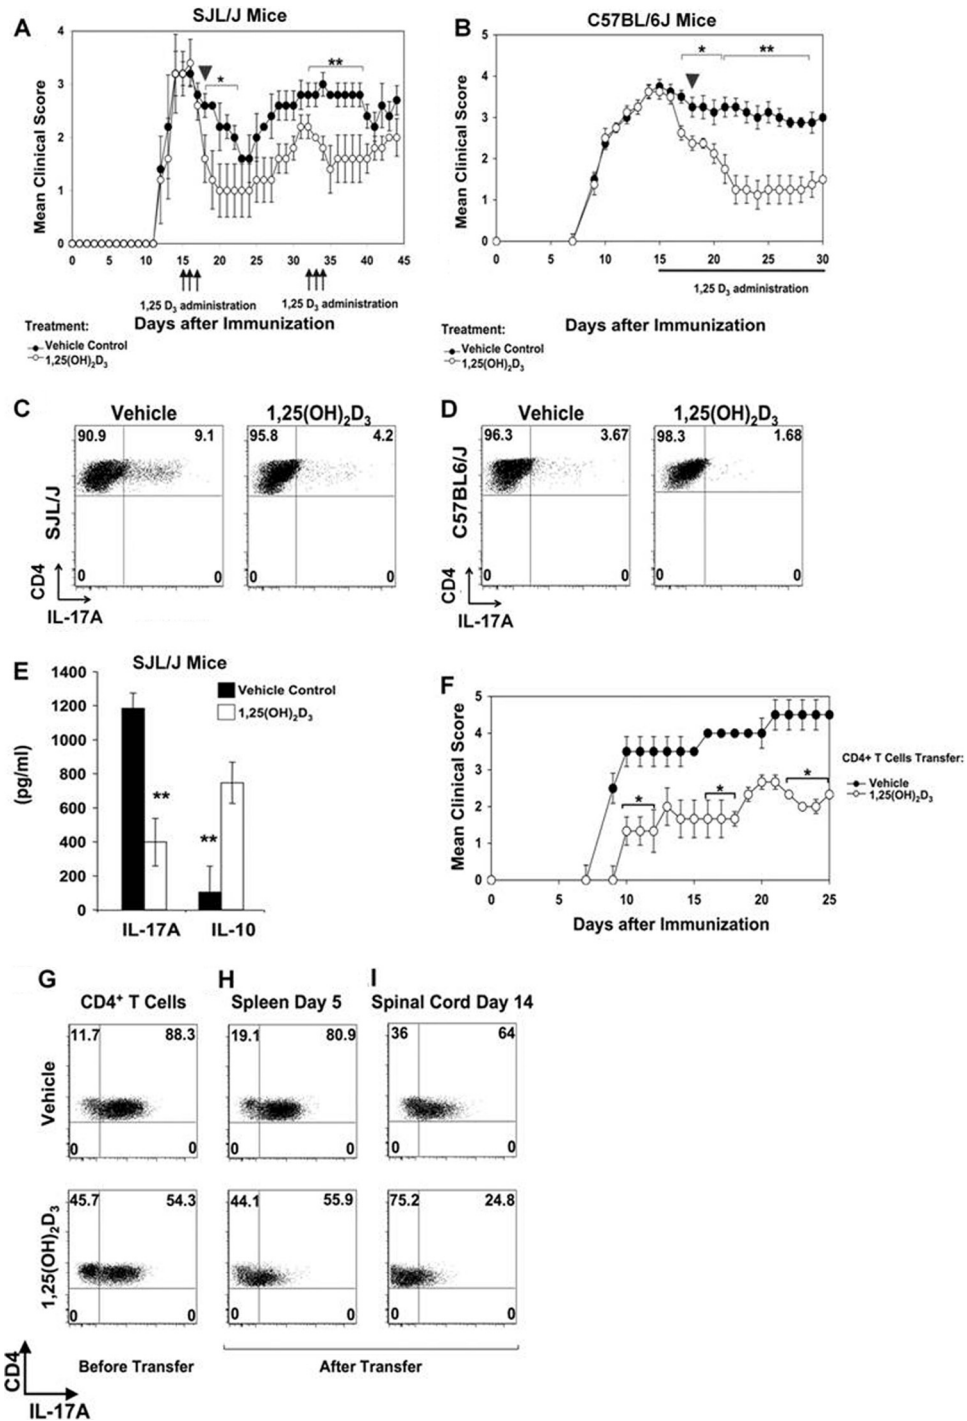 A
SJL/J Mice
Mean Clinical Score
4
3
2
1
0
*
**
0 5 10 15 20 25 30 35 40 45
1,25 D3 administration
1,25 D3 administration
Days after Immunization
Treatment:
Vehicle Control
1,25(OH)2D3
B
C57BL/6J Mice
Mean Clinical Score
5
4
3
2
1
0
*
**
0 5 10 15 20 25 30
1,25 D3 administration
Days after Immunization
Treatment:
Vehicle Control
1,25(OH)2D3
C
Vehicle
1,25(OH)2D3
SJL/J
90.9 9.1
0 0
95.8 4.2
0 0
CD4
IL-17A
D
Vehicle
1,25(OH)2D3
C57BL6/J
96.3 3.67
0 0
98.3 1.68
0 0
CD4
IL-17A
E
SJL/J Mice
(pg/ml)
1400
1200
1000
800
600
400
200
0
Vehicle Control
1,25(OH)2D3
**
**
IL-17A IL-10
F
Mean Clinical Score
5
4
3
2
1
0
*
*
*
0 5 10 15 20 25
Days after Immunization
CD4+ T Cells Transfer:
Vehicle
1,25(OH)2D3
G
CD4+ T Cells
H
Spleen Day 5
I
Spinal Cord Day 14
Vehicle
11.7 88.3
0 0
19.1 80.9
0 0
36 64
0 0
1,25(OH)2D3
45.7 54.3
0 0
44.1 55.9
0 0
75.2 24.8
0 0
CD4
IL-17A
Before Transfer
After Transfer